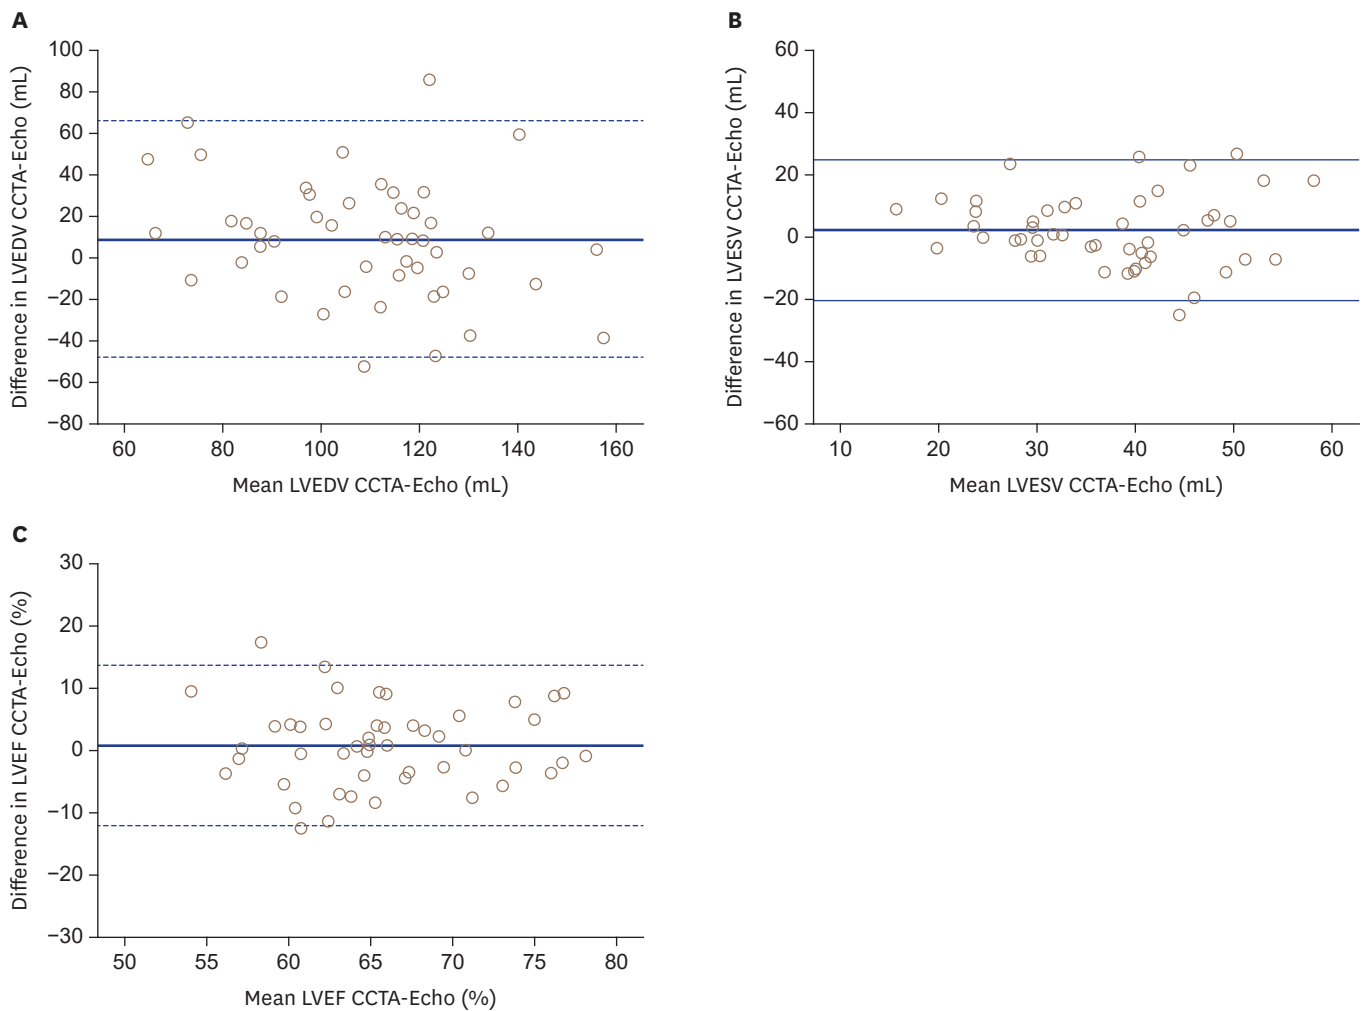 A
Difference in LVEDV CCTA-Echo (mL)
100
80
60
40
20
0
−20
−40
−60
−80
60 80 100 120 140 160
Mean LVEDV CCTA-Echo (mL)
B
Difference in LVESV CCTA-Echo (mL)
60
40
20
0
−20
−40
−60
10 20 30 40 50 60
Mean LVESV CCTA-Echo (mL)
C
Difference in LVEF CCTA-Echo (%)
30
20
10
0
−10
−20
−30
50 55 60 65 70 75 80
Mean LVEF CCTA-Echo (%)